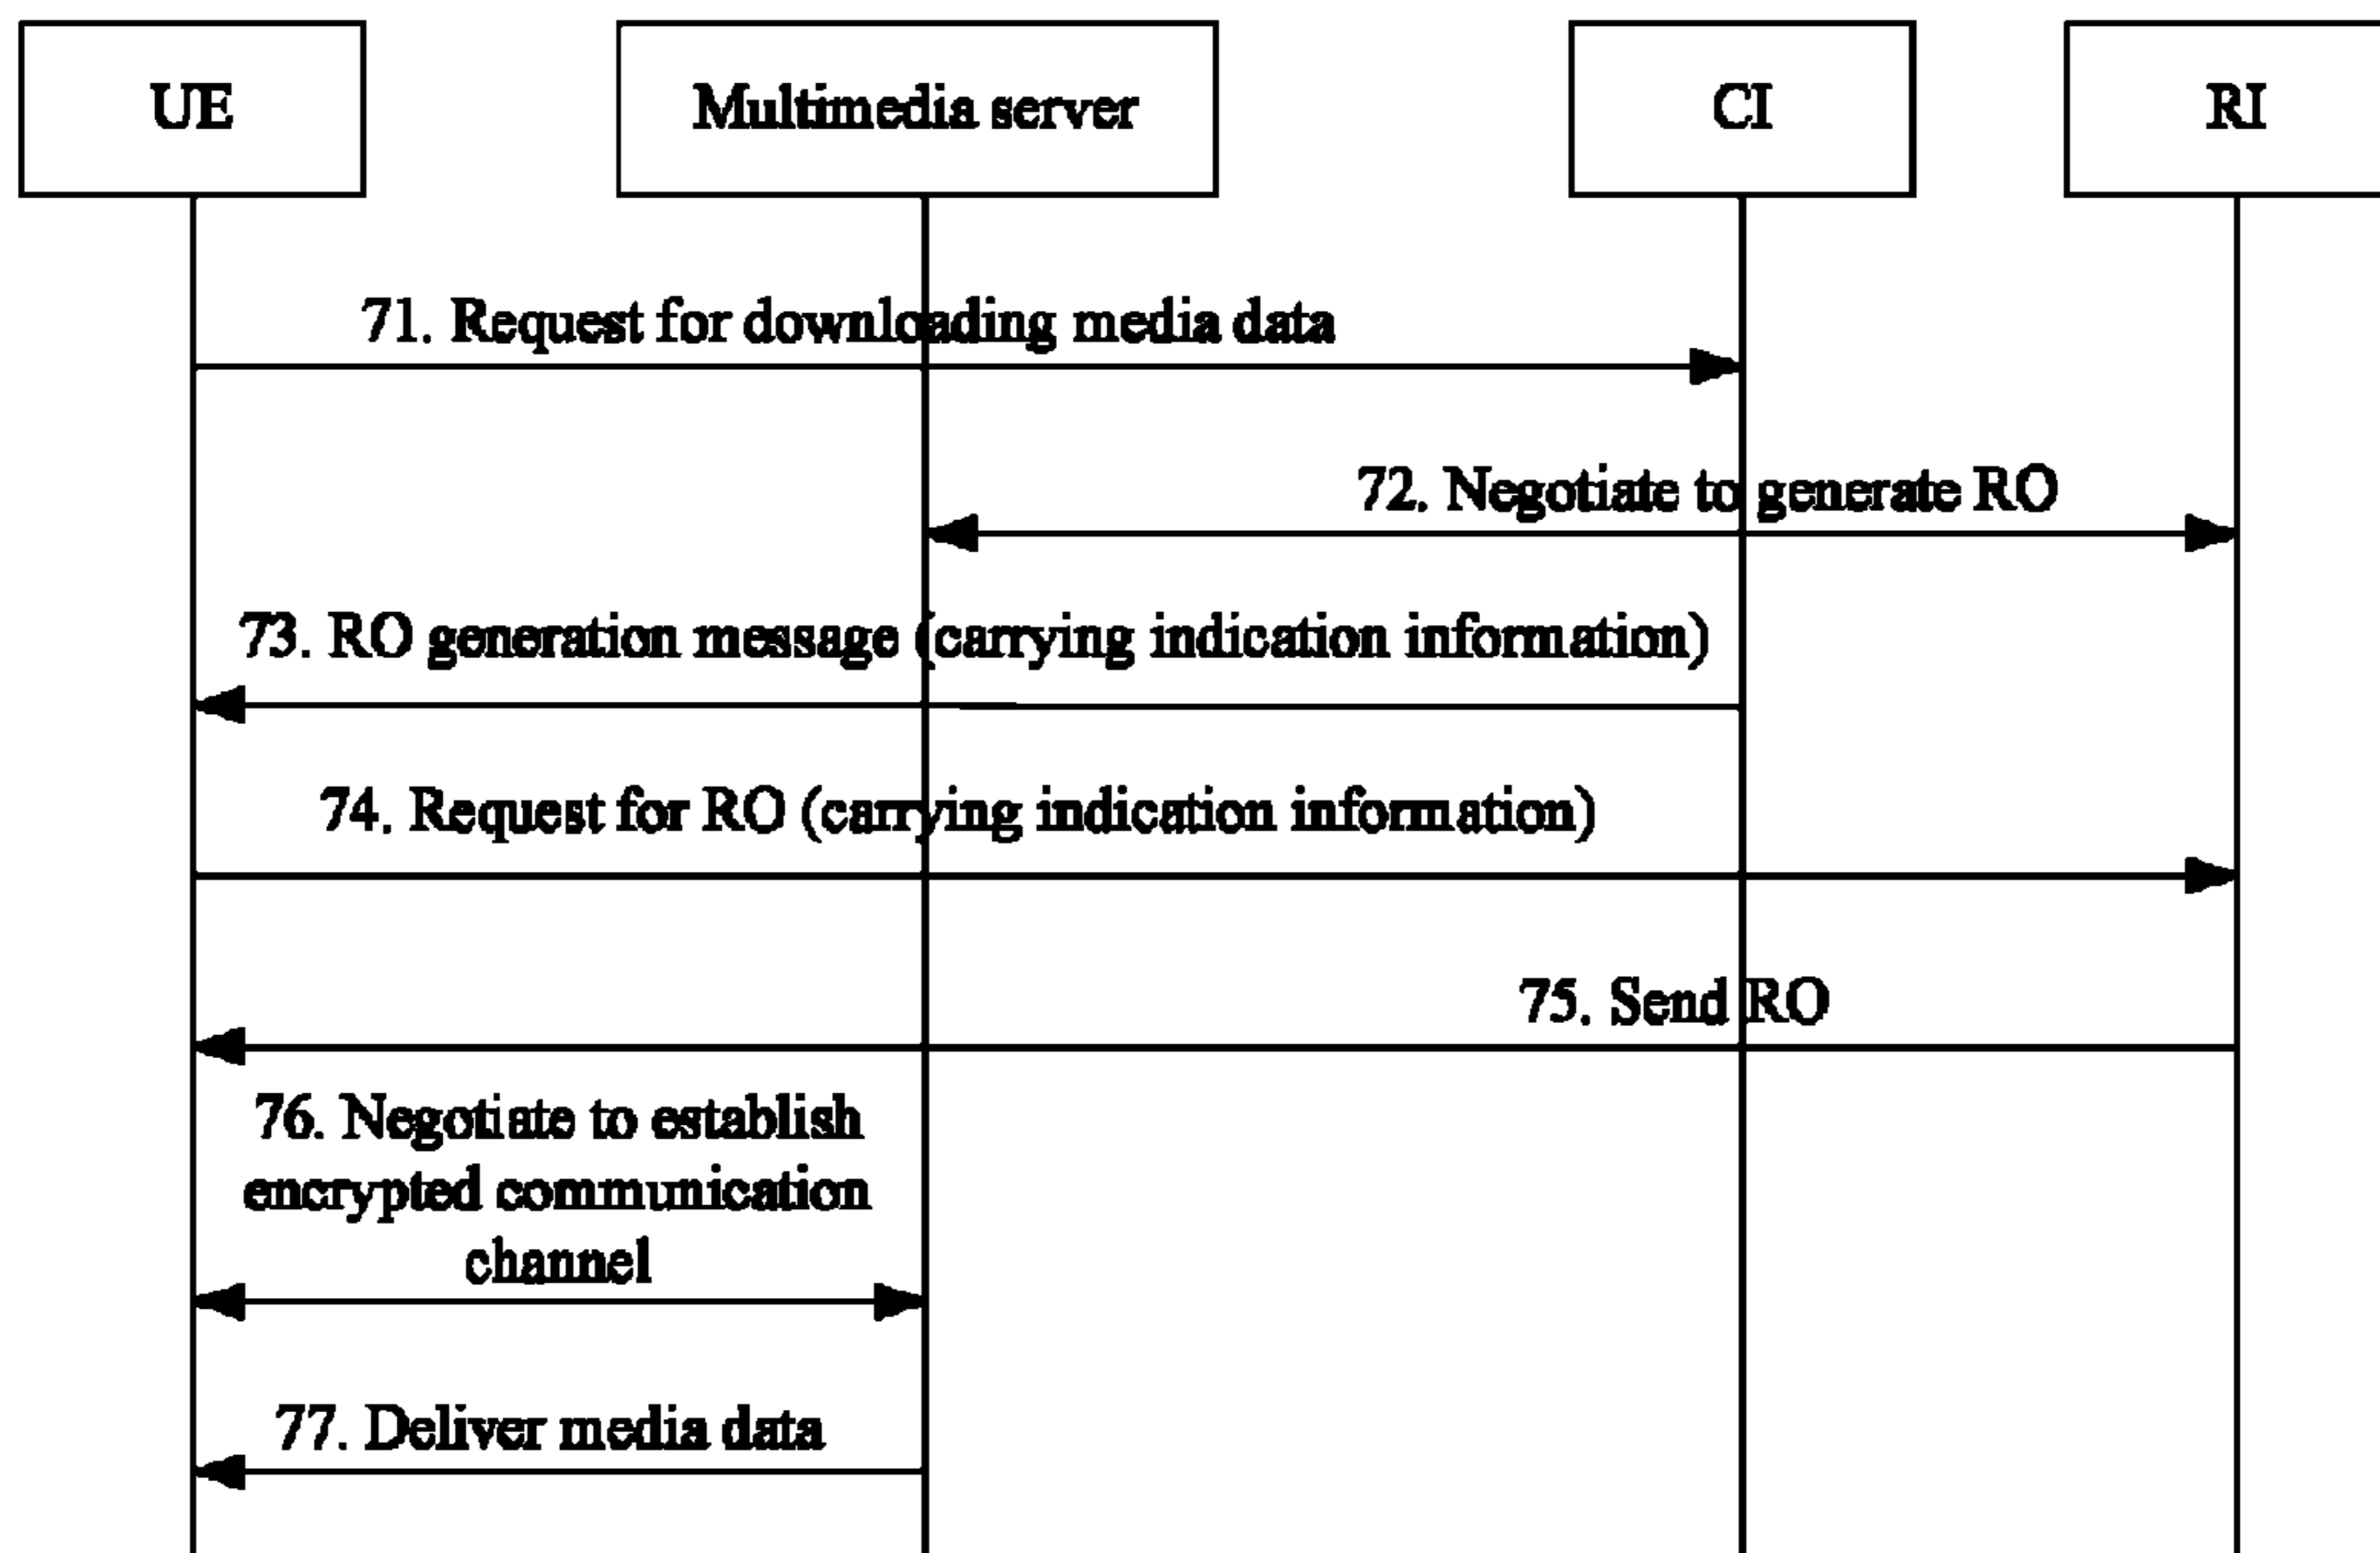 UE
Multimedia server
CI
RI
71. Request for downloading media data
72. Negotiate to generate RO
73. RO generation message (carrying indication information)
74. Request for RO (carrying indication information)
75. Send RO
76. Negotiate to establish
encrypted communication
channel
77. Deliver media data